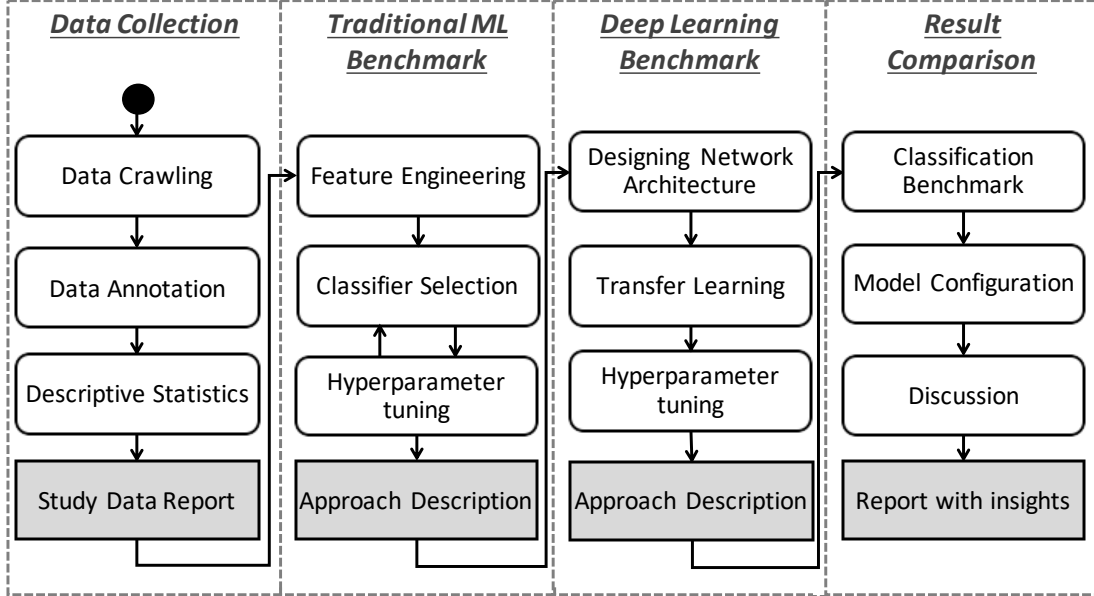 Data Collection
Data Crawling
Data Annotation
Descriptive Statistics
Study Data Report
Traditional ML
Benchmark
Feature Engineering
Classifier Selection
Hyperparameter
tuning
Approach Description
Deep Learning
Benchmark
Designing Network
Architecture
Transfer Learning
Hyperparameter
tuning
Approach Description
Result
Comparison
Classification
Benchmark
Model Configuration
Discussion
Report with insights